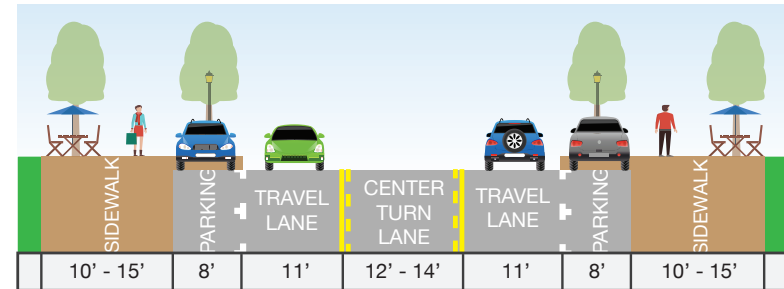 SIDEWALK
PARKING
TRAVEL
LANE
CENTER
TURN
LANE
TRAVEL
LANE
PARKING
SIDEWALK
10’ - 15’
8’
11’
12’ - 14’
11’
8’
10’ - 15’